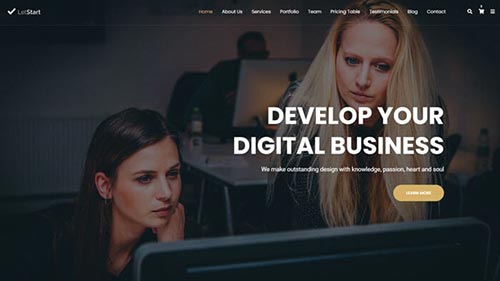 LetStart
Home About Us Services Portfolio Team Pricing Table Testimonials Blog Contact
DEVELOP YOUR
DIGITAL BUSINESS
We make outstanding design with knowledge, passion, heart and soul
LEARN MORE